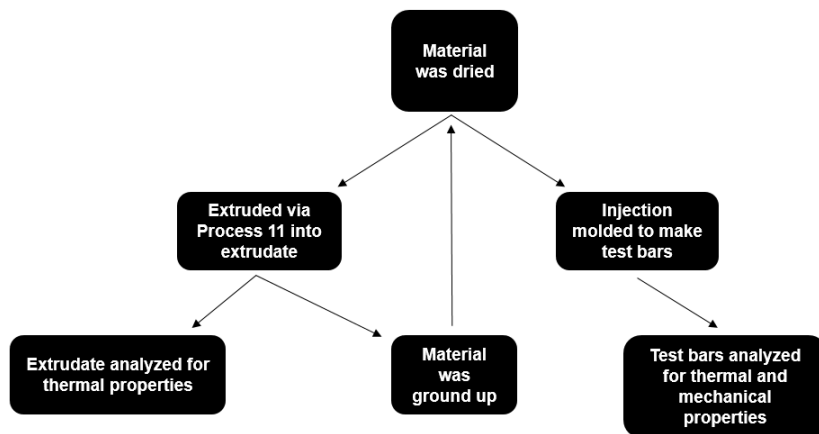 Material
was dried
Extruded via
Process 11 into
extrudate
Injection
molded to make
test bars
Extrudate analyzed for
thermal properties
Material
was
ground up
Test bars analyzed
for thermal and
mechanical
properties